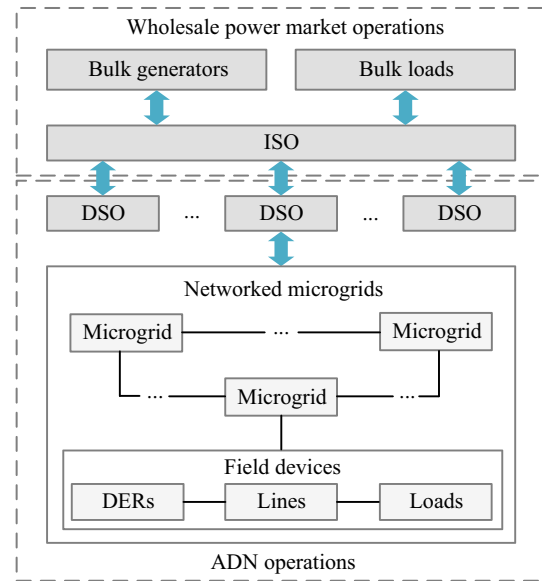 Wholesale power market operations
Bulk generators
Bulk loads
ISO
DSO ... DSO ... DSO
Networked microgrids
Microgrid ... Microgrid
... Microgrid ...
Field devices
DERs Lines Loads
ADN operations